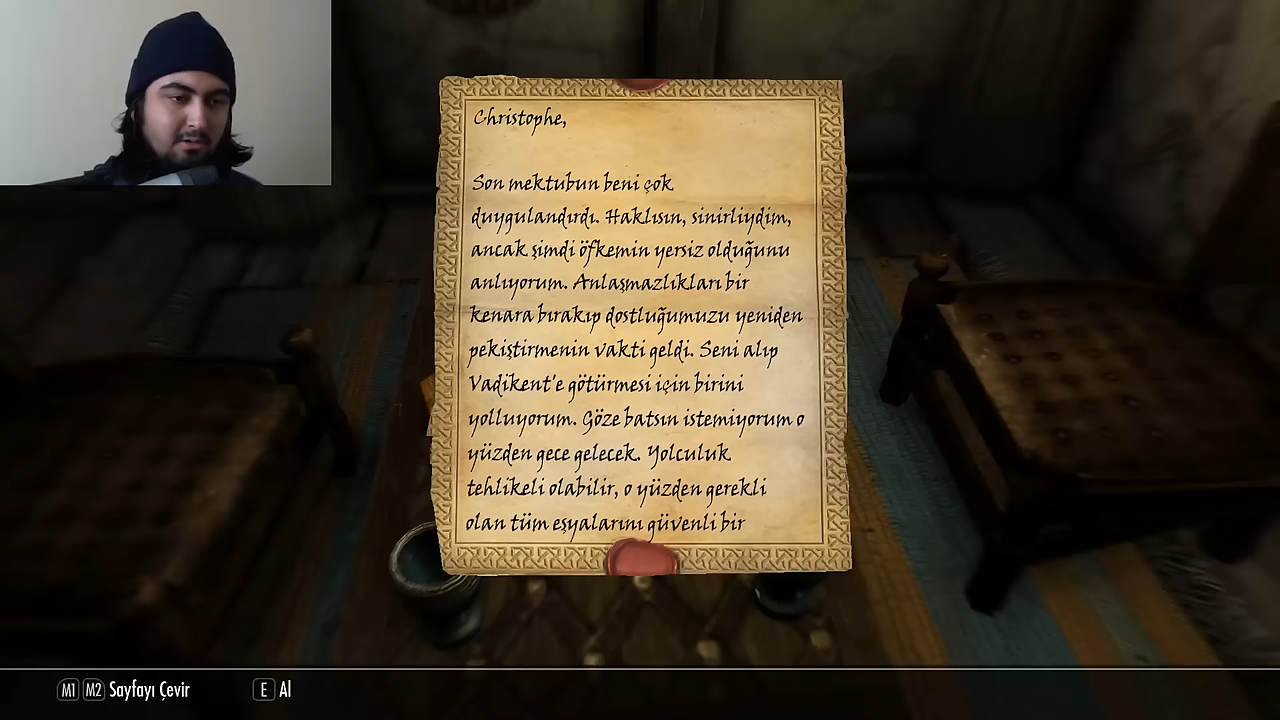 Christophe,
Son mektubun beni çok
duygulandırdı. Haklısın, sinirliydim,
ancak şimdi öfkemin yersiz olduğunu
anlıyorum. Anlaşmazlıkları bir
kenara bırakıp dostluğumuzu yeniden
pekiştirmenin vakti geldi. Seni alıp
Vadikent'e götürmesi için birini
yolluyorum. Göze batsın istemiyorum o
yüzden gece gelecek. Yolculuk
tehlikeli olabilir, o yüzden gerekli
olan tüm eşyalarını güvenli bir
M1 M2 Sayfayı Çevir E Al